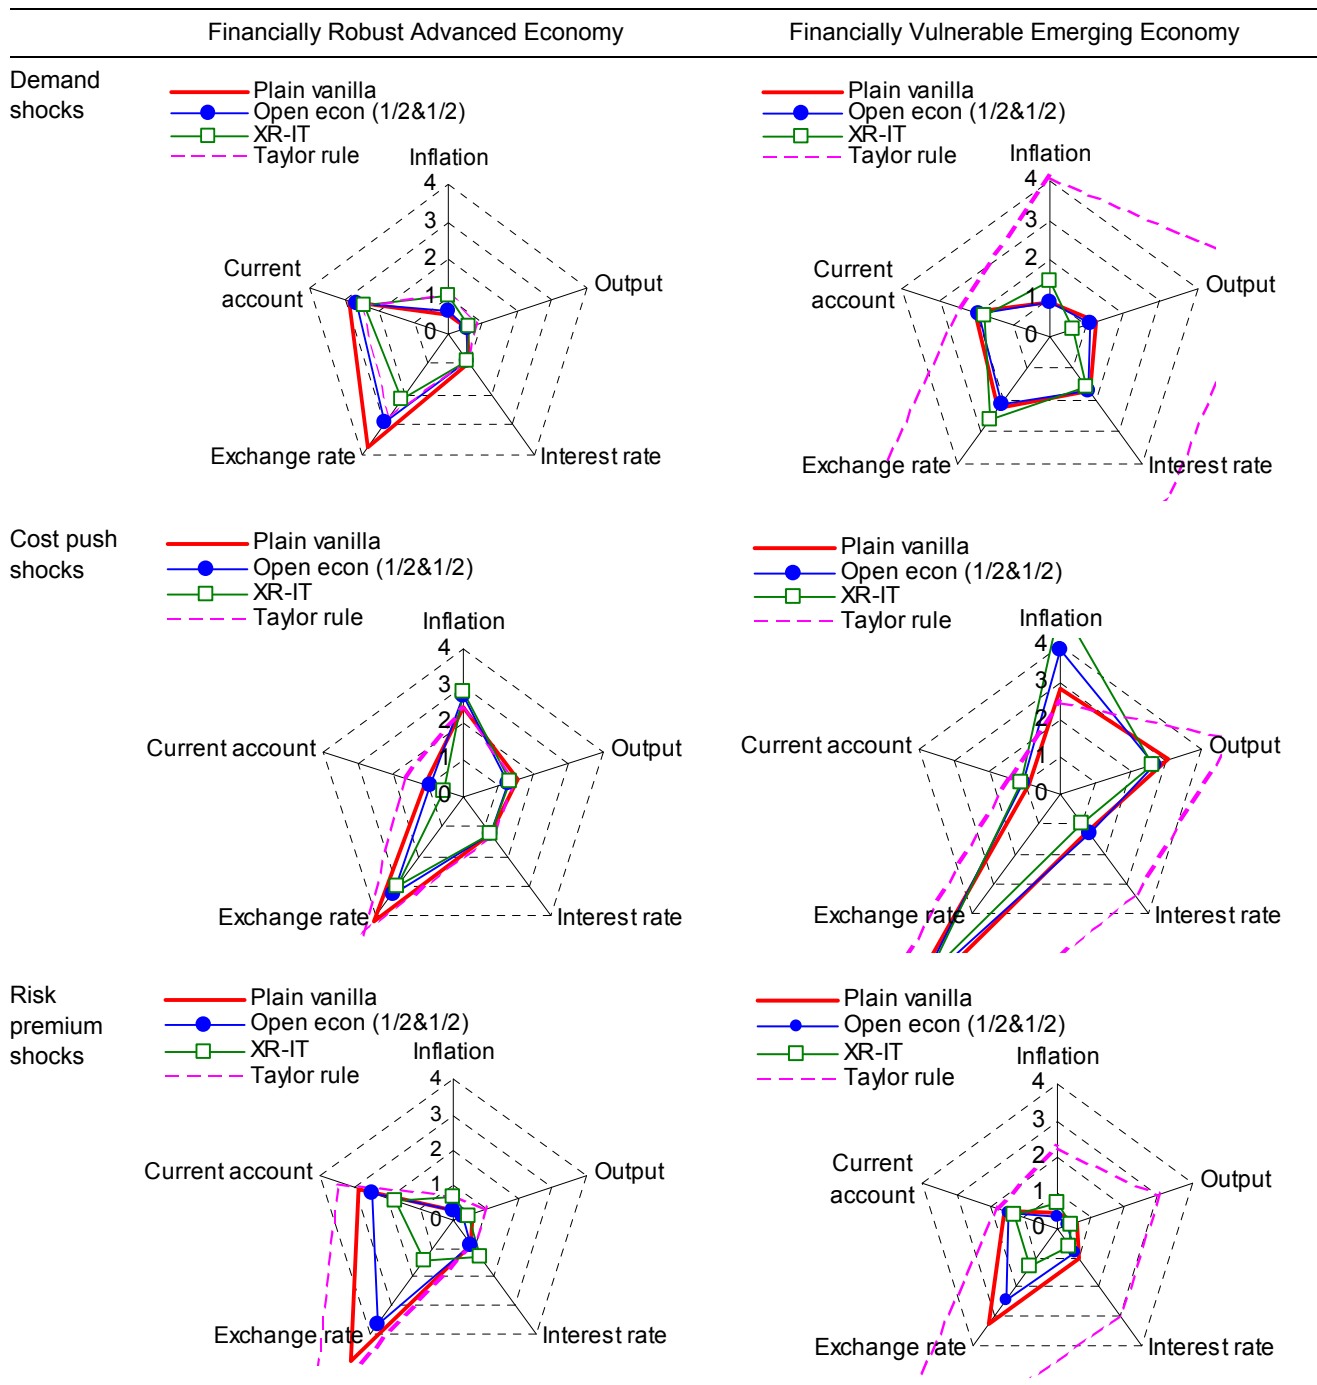 Financially Robust Advanced Economy
Financially Vulnerable Emerging Economy
Demand
shocks
Plain vanilla
Open econ (1/2&1/2)
XR-IT
Taylor rule
Inflation
4
3
2
1
0
Output
Interest rate
Exchange rate
Current
account
Plain vanilla
Open econ (1/2&1/2)
XR-IT
Taylor rule
Inflation
4
3
2
1
0
Output
Interest rate
Exchange rate
Current
account
Cost push
shocks
Plain vanilla
Open econ (1/2&1/2)
XR-IT
Taylor rule
Inflation
4
3
2
1
0
Output
Interest rate
Exchange rate
Current account
Plain vanilla
Open econ (1/2&1/2)
XR-IT
Taylor rule
Inflation
4
3
2
1
0
Output
Interest rate
Exchange rate
Current account
Risk
premium
shocks
Plain vanilla
Open econ (1/2&1/2)
XR-IT
Taylor rule
Inflation
4
3
2
1
0
Output
Interest rate
Exchange rate
Current account
Plain vanilla
Open econ (1/2&1/2)
XR-IT
Taylor rule
Inflation
4
3
2
1
0
Output
Interest rate
Exchange rate
Current
account